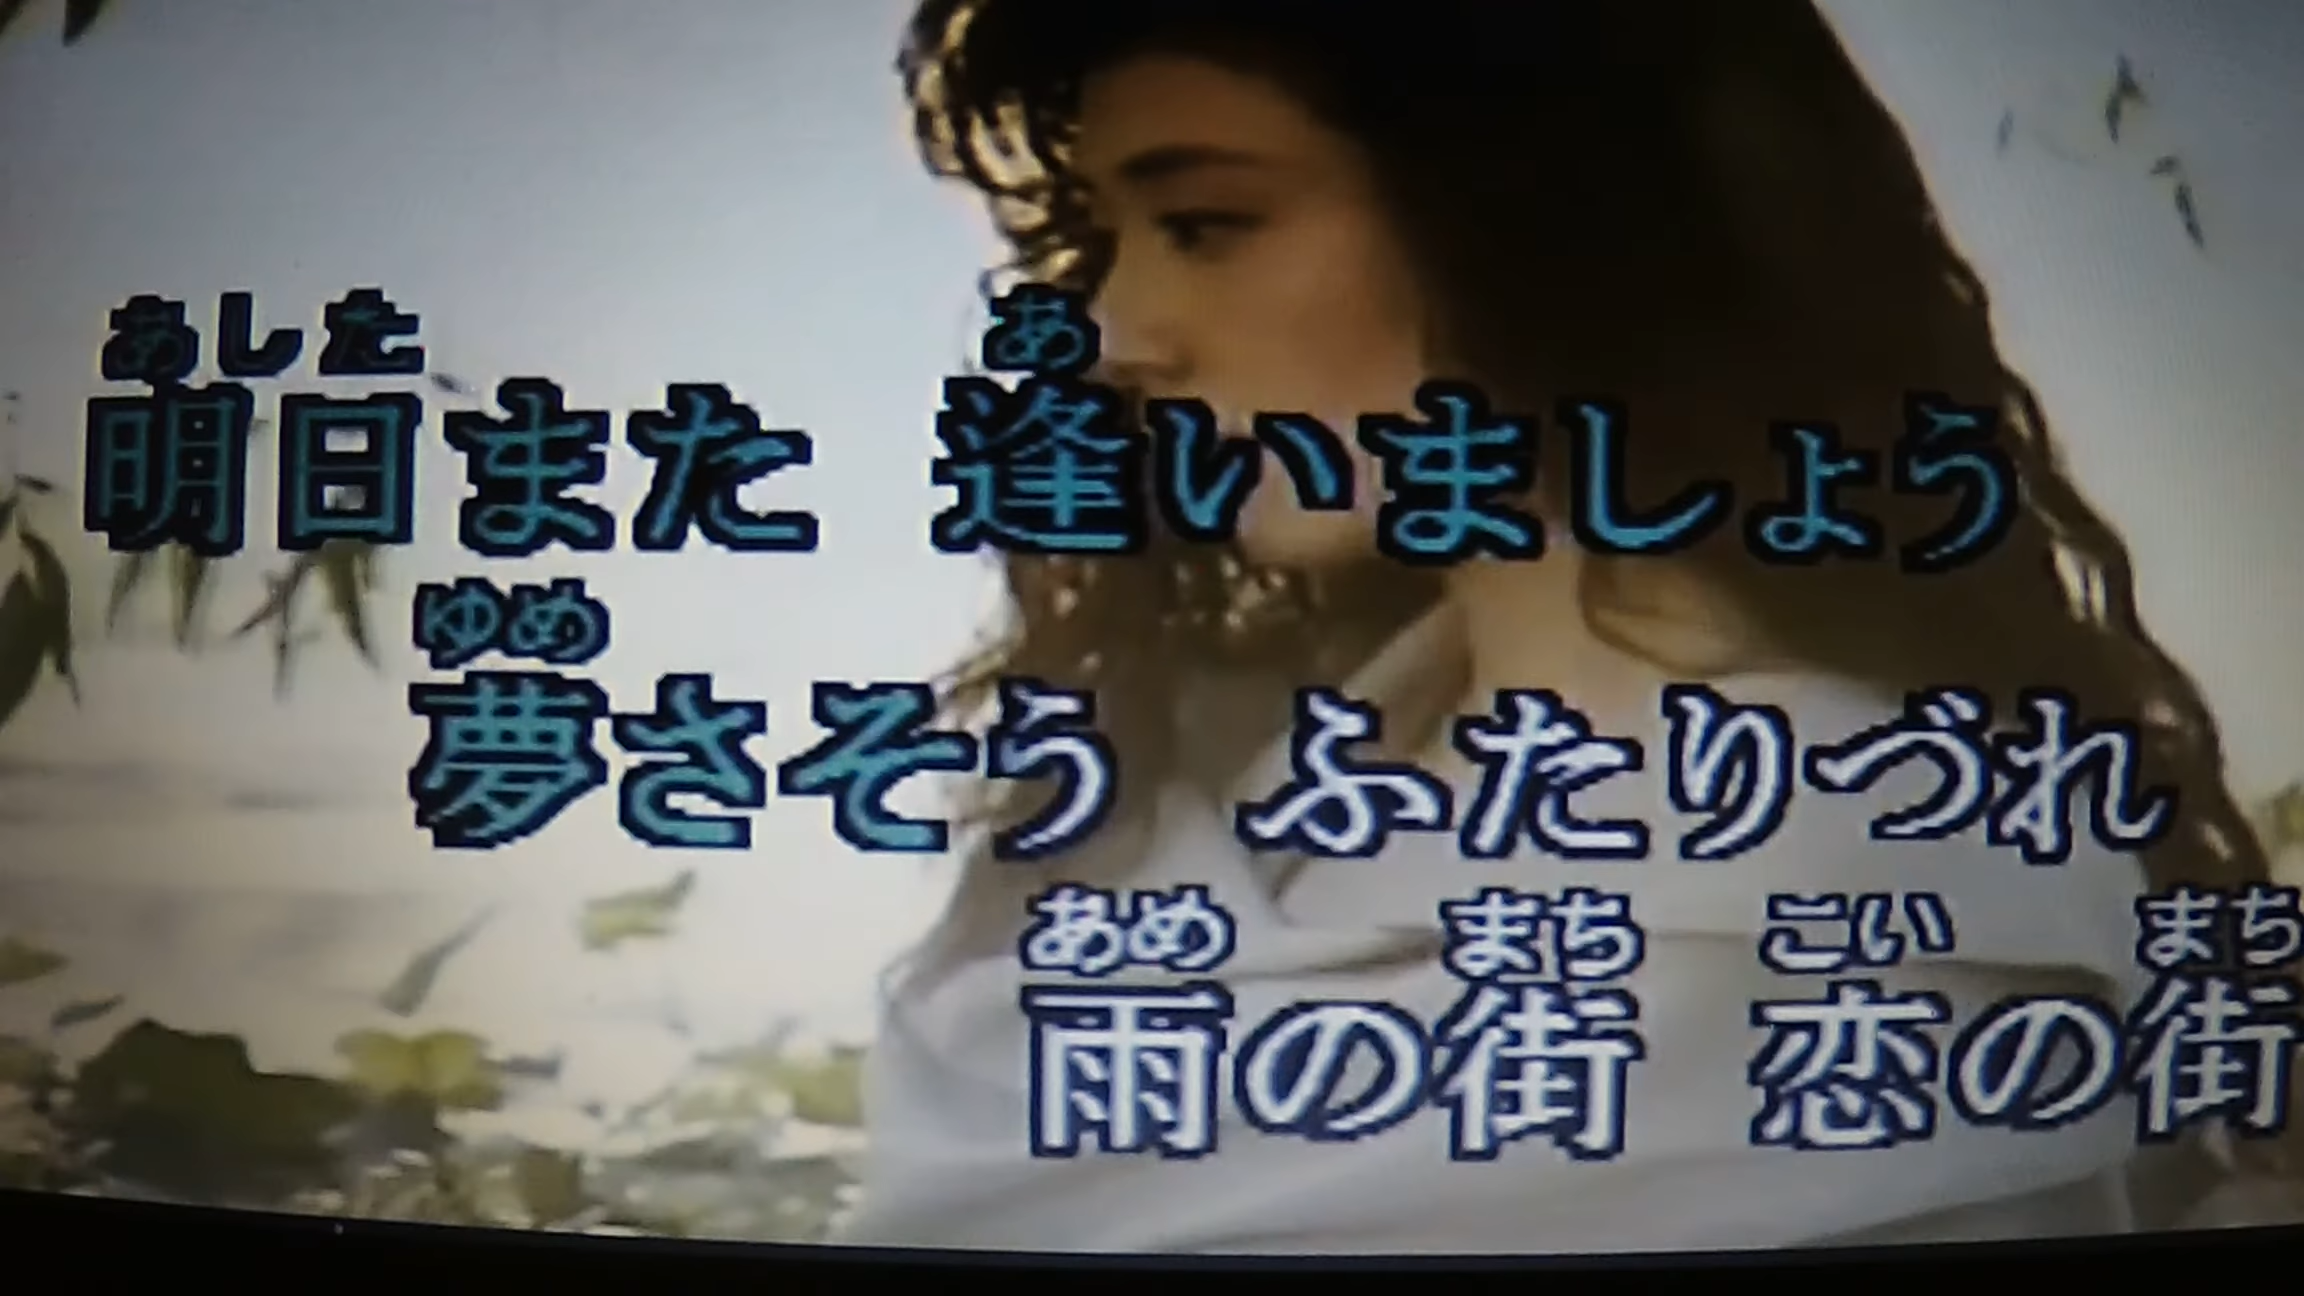 あした あ
明日また 逢いましょう
ゆめ
夢さそう ふたりづれ
あめ まち こい まち
雨の街 恋の街